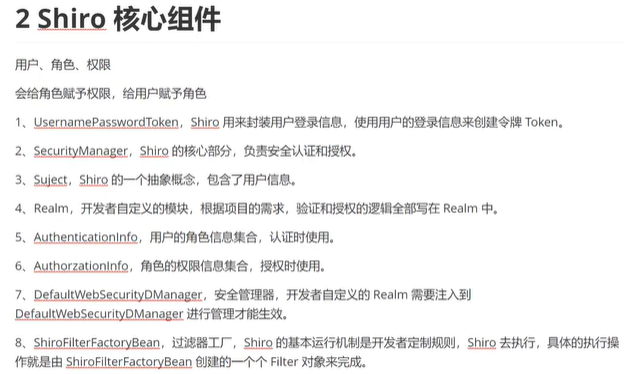 2 Shiro 核心组件
用户、角色、权限
会给角色赋予权限，给用户赋予角色
1、UsernamePasswordToken，Shiro 用来封装用户登录信息，使用用户的登录信息来创建令牌 Token。
2、SecurityManager，Shiro 的核心部分，负责安全认证和授权。
3、Suject，Shiro 的一个抽象概念，包含了用户信息。
4、Realm，开发者自定义的模块，根据项目的需求，验证和授权的逻辑全部写在 Realm 中。
5、AuthenticationInfo，用户的角色信息集合，认证时使用。
6、AuthorzationInfo，角色的权限信息集合，授权时使用。
7、DefaultWebSecurityDManager，安全管理器，开发者自定义的 Realm 需要注入到
DefaultWebSecurityDManager 进行管理才能生效。
8、ShiroFilterFactoryBean，过滤器工厂，Shiro 的基本运行机制是开发者定制规则，Shiro 去执行，具体的执行操
作就是由 ShiroFilterFactoryBean 创建的一个个 Filter 对象来完成。